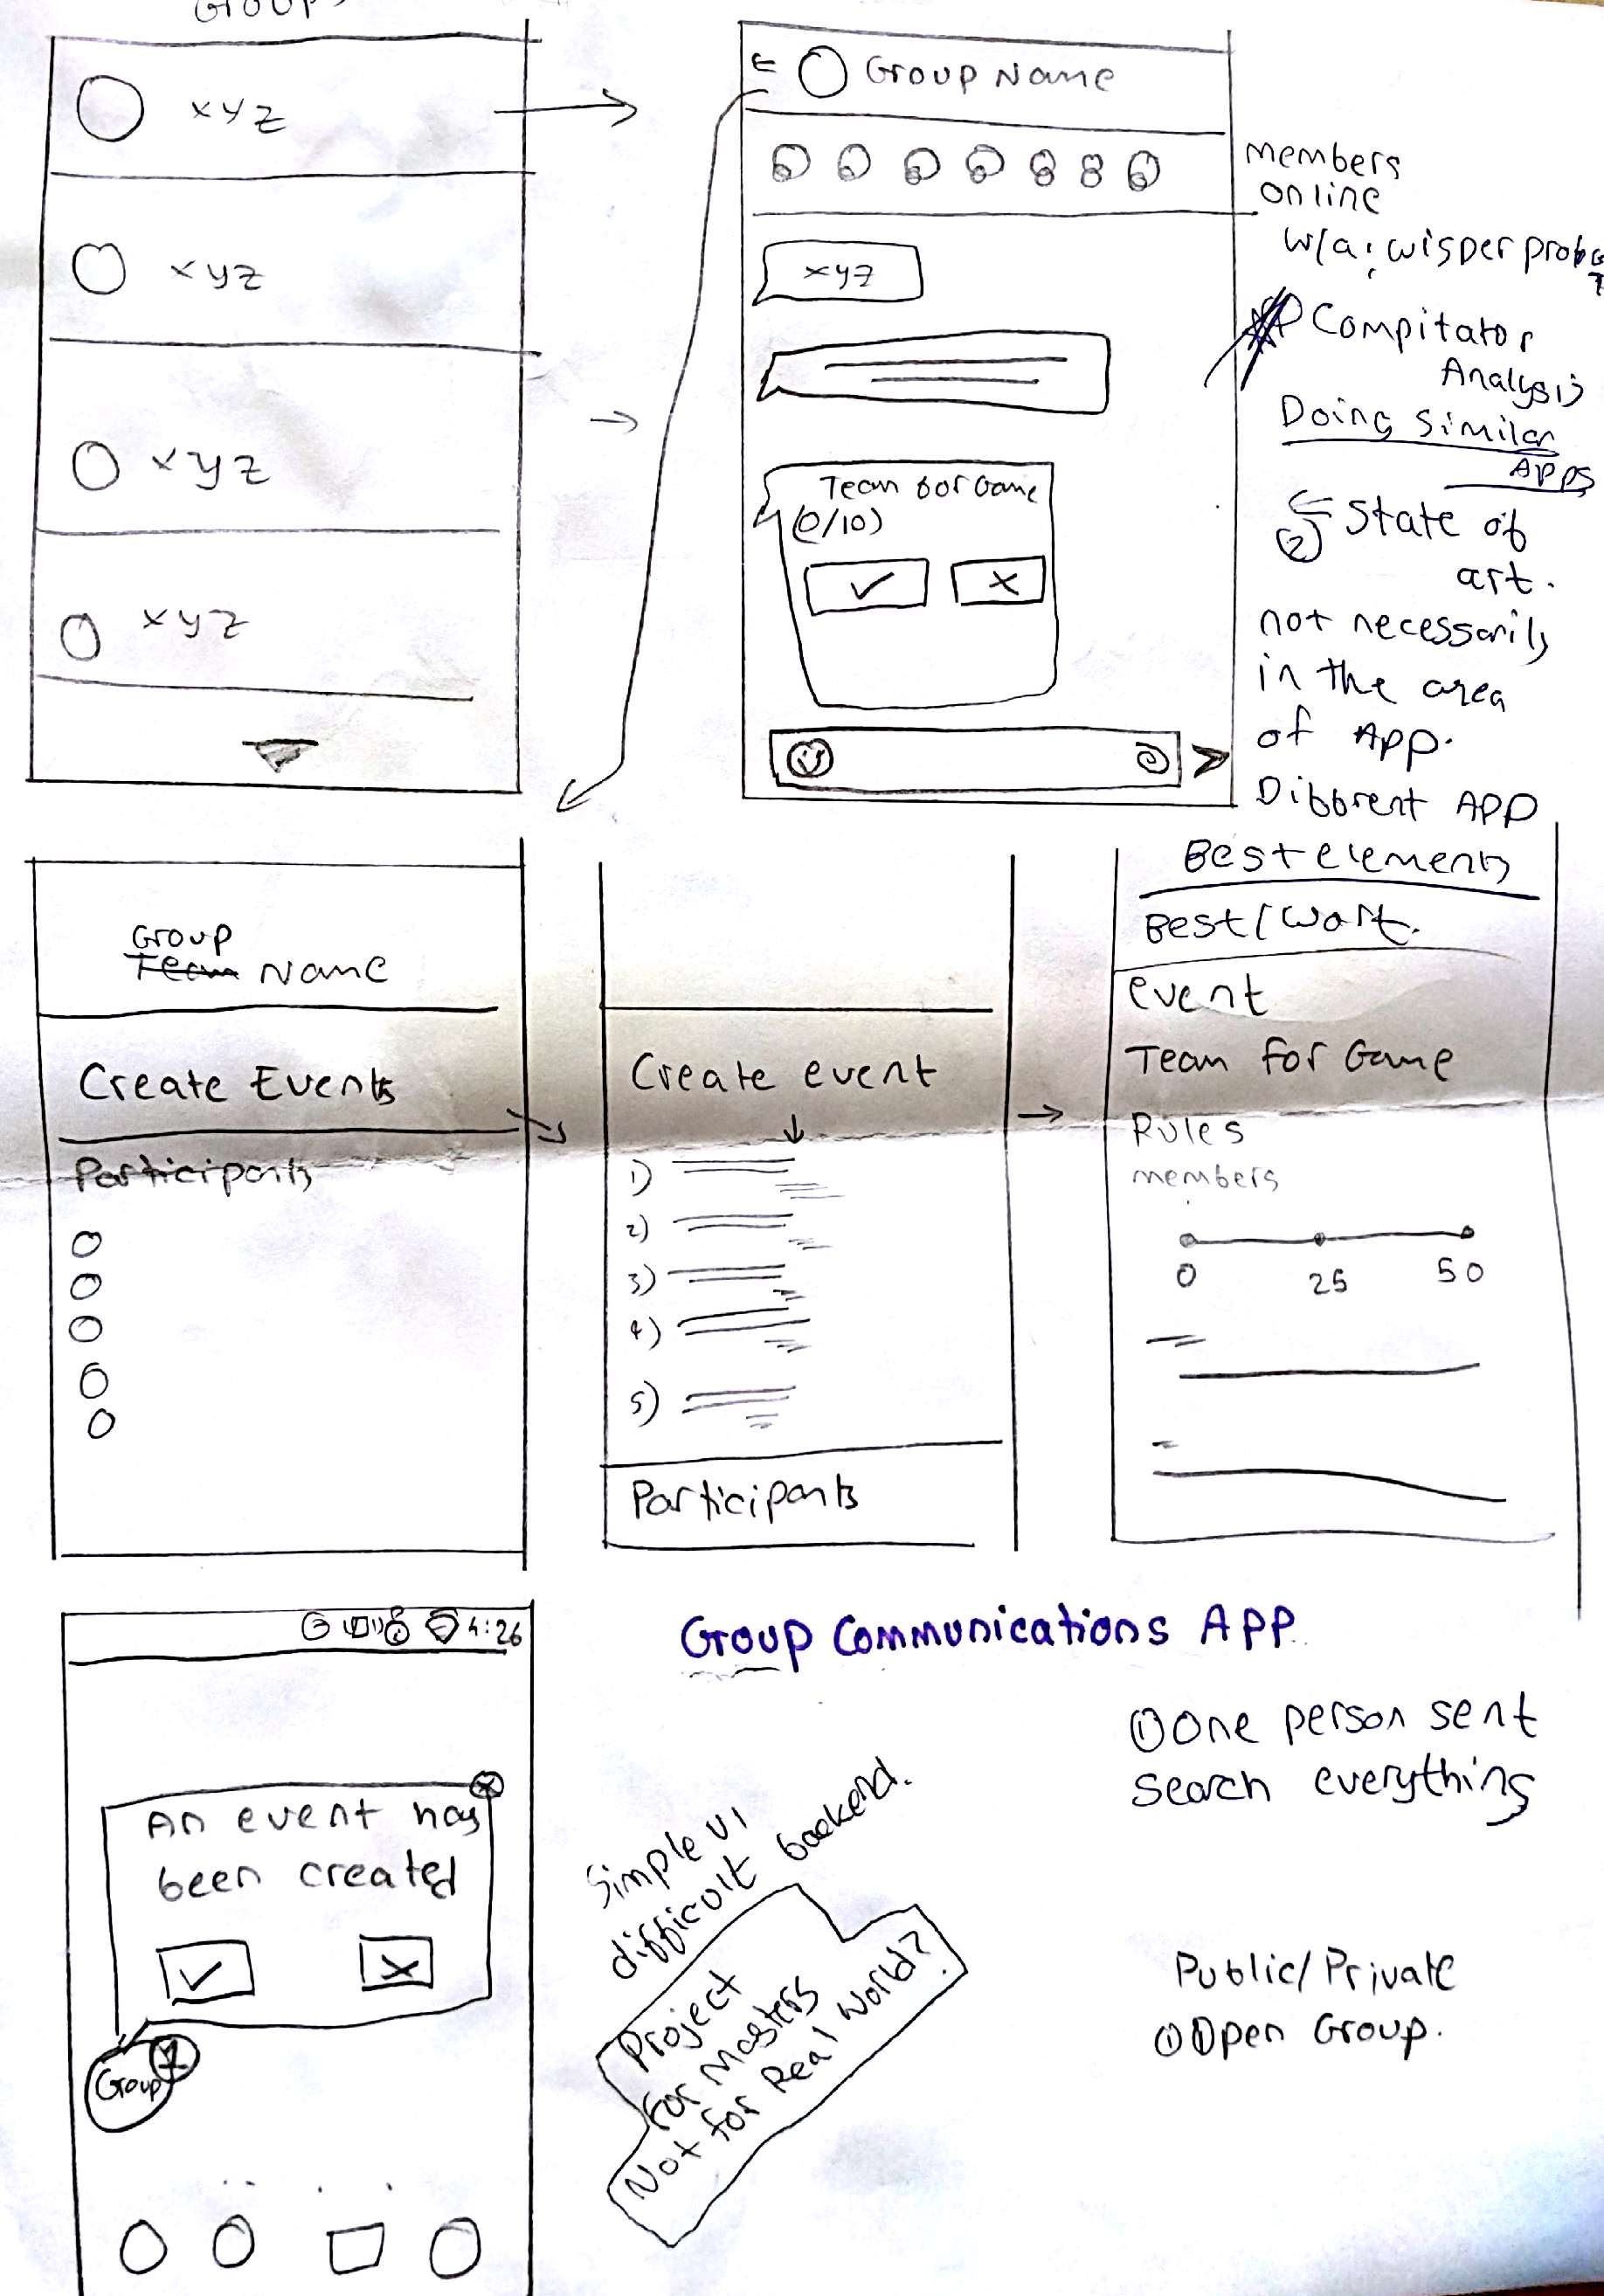 Group
xyz
xyz
xyz
xyz
Group Name
members
online
w/a: wisper
xyz
Compitator
Analysis
Doing Similar
Apps
Team for Game
(0/10)
✓ x
② State of
art.
not necessarily
in the area
of App.
Diffrent App
Best elements
Best/Worst.
Group
Team Name
Create Events
Participants
Create event
1)
2)
3)
4)
5)
Participants
event
Team For Game
Rules
members
0 25 50
4:26
An event has
been created
✓ x
Group
1
Group Communications App.
① One person sent
Search everything
Simple UI
difficult backend.
Project
For Masters
Not for Real World?
Public/Private
① Open Group.